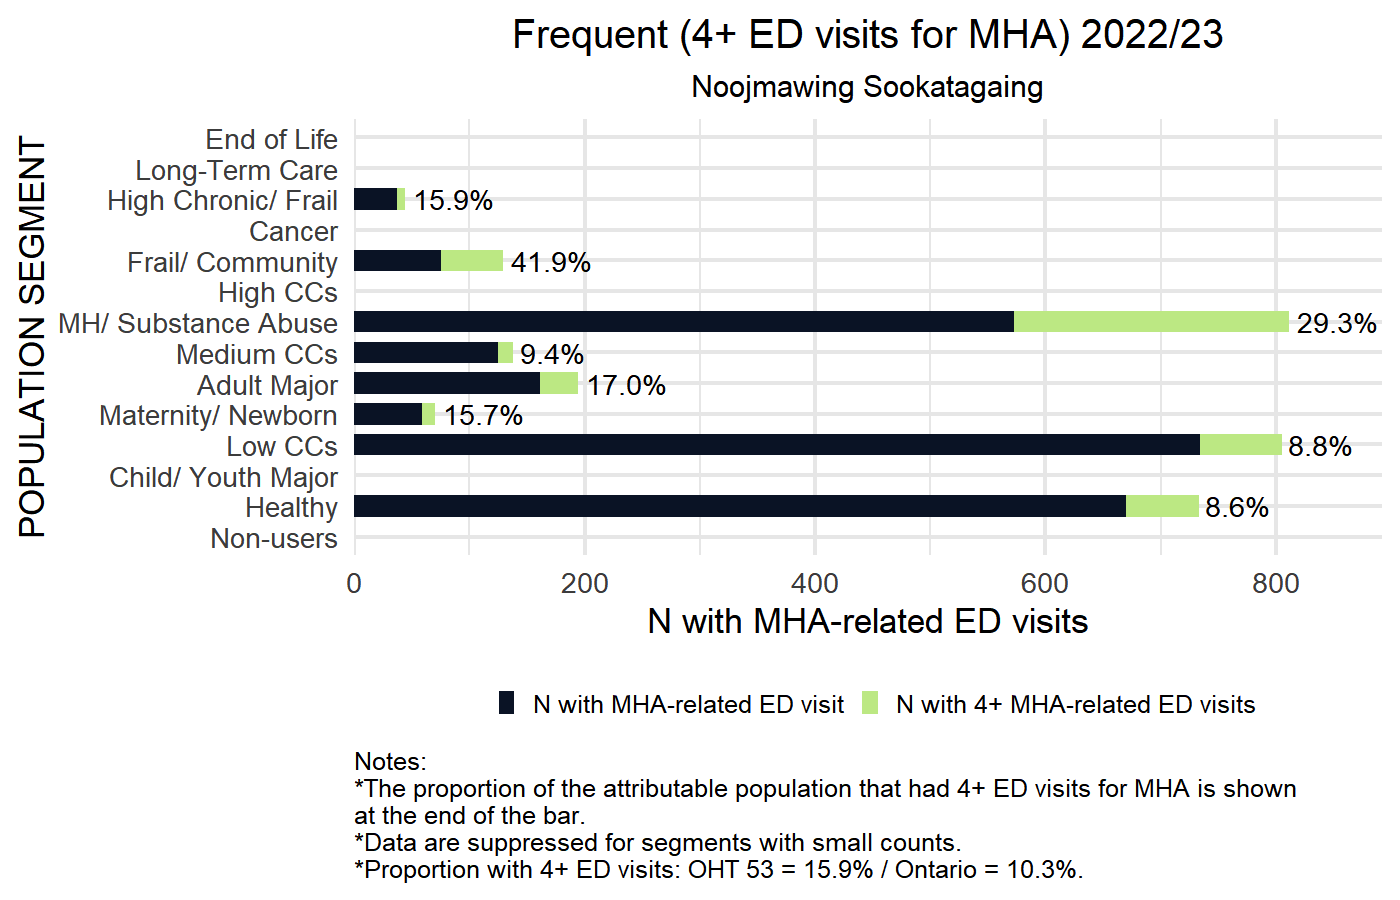 Frequent (4+ ED visits for MHA) 2022/23
Noojmawing Sookatagaing
POPULATION SEGMENT
End of Life
Long-Term Care
High Chronic/ Frail 15.9%
Cancer
Frail/ Community 41.9%
High CCs
MH/ Substance Abuse 29.3%
Medium CCs 9.4%
Adult Major 17.0%
Maternity/ Newborn 15.7%
Low CCs 8.8%
Child/ Youth Major
Healthy 8.6%
Non-users
0 200 400 600 800
N with MHA-related ED visits
N with MHA-related ED visit N with 4+ MHA-related ED visits
Notes:
*The proportion of the attributable population that had 4+ ED visits for MHA is shown
at the end of the bar.
*Data are suppressed for segments with small counts.
*Proportion with 4+ ED visits: OHT 53 = 15.9% / Ontario = 10.3%.